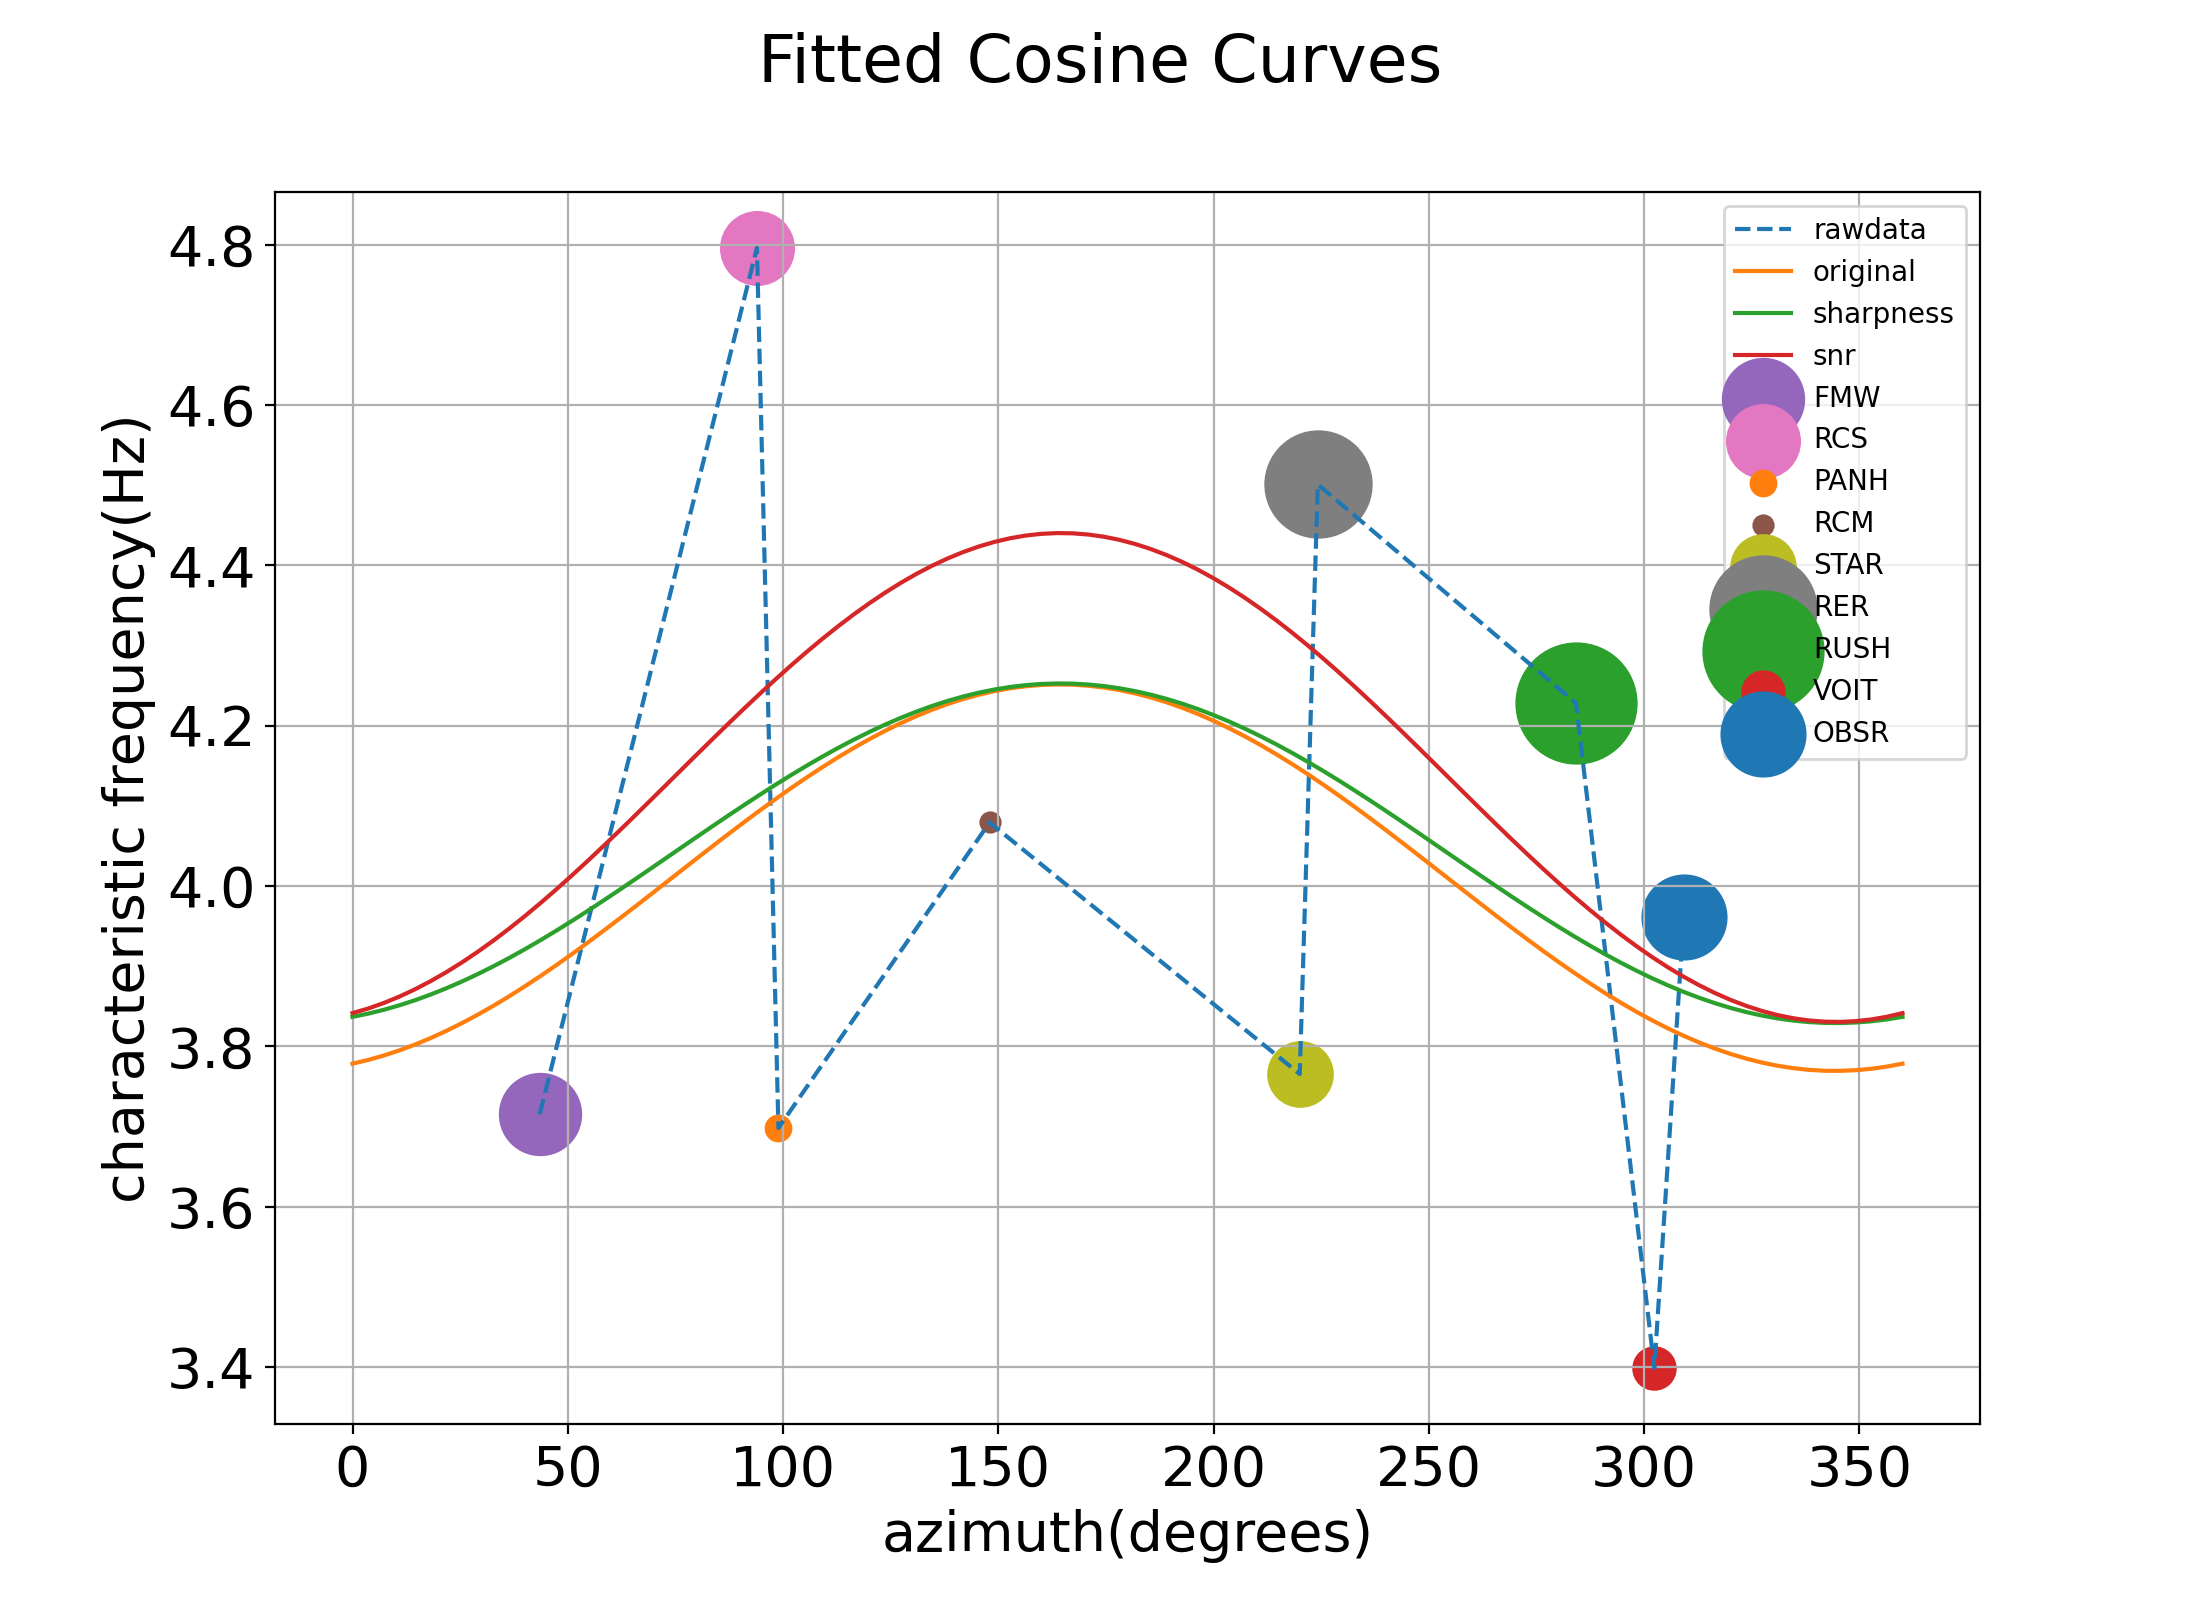 Fitted Cosine Curves
characteristic frequency(Hz)
4.8
4.6
4.4
4.2
4.0
3.8
3.6
3.4
rawdata
original
sharpness
snr
FMW
RCS
PANH
RCM
STAR
RER
RUSH
VOIT
OBSR
0 50 100 150 200 250 300 350
azimuth(degrees)